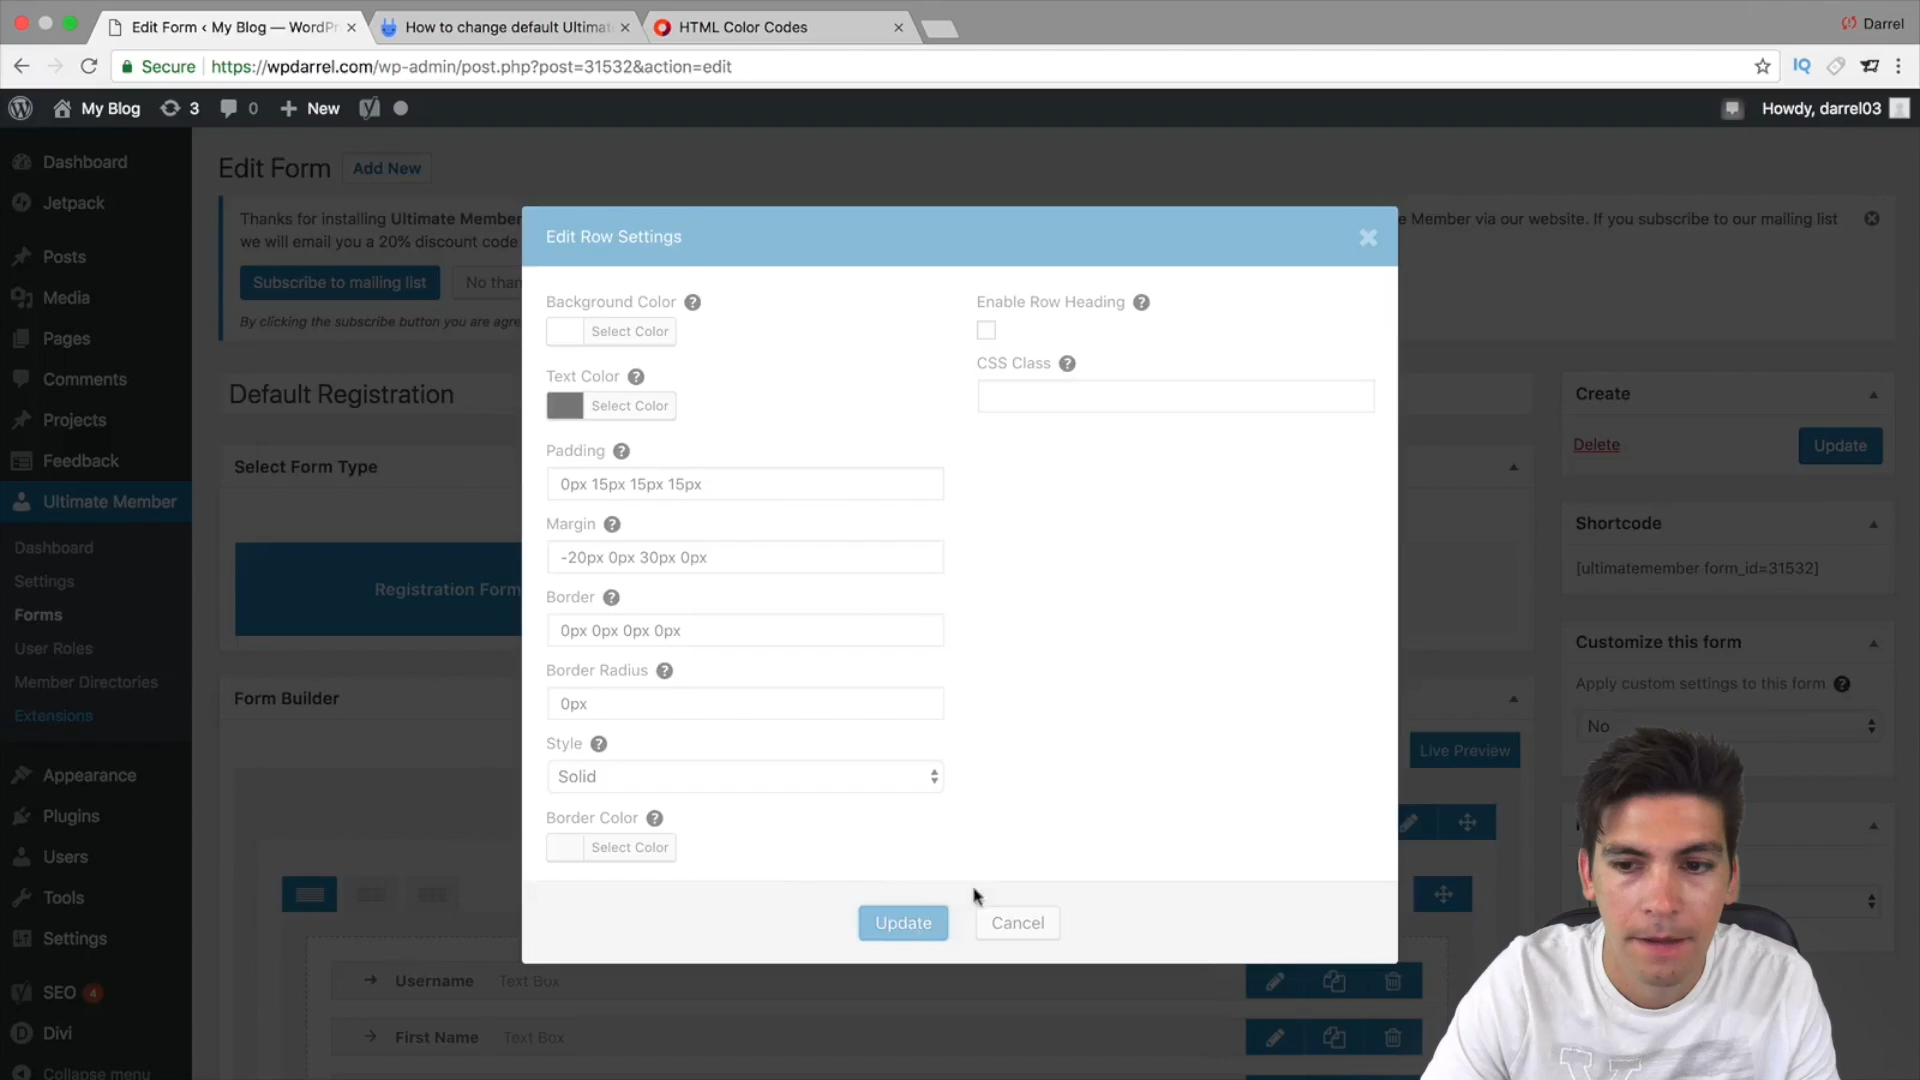 Edit Form ‹ My Blog — WordPr
How to change default Ultimat
HTML Color Codes
Darrel
Secure
https://wpdarrel.com/wp-admin/post.php?post=31532&action=edit
IQ
My Blog
3
0
New
Howdy, darrel03
Dashboard
Jetpack
Posts
Media
Pages
Comments
Projects
Feedback
Ultimate Member
Dashboard
Settings
Forms
User Roles
Member Directories
Extensions
Appearance
Plugins
Users
Tools
Settings
SEO 4
Divi
Collapse menu
Edit Form
Add New
Thanks for installing Ultimate Member
e Member via our website. If you subscribe to our mailing list
we will email you a 20% discount code
Subscribe to mailing list
No than
By clicking the subscribe button you are agre
Default Registration
Select Form Type
Registration Form
Form Builder
Live Preview
Username Text Box
First Name Text Box
Edit Row Settings
Background Color
Select Color
Text Color
Select Color
Padding
0px 15px 15px 15px
Margin
-20px 0px 30px 0px
Border
0px 0px 0px 0px
Border Radius
0px
Style
Solid
Border Color
Select Color
Enable Row Heading
CSS Class
Update
Cancel
Create
Delete
Update
Shortcode
[ultimatemember form_id=31532]
Customize this form
Apply custom settings to this form
No